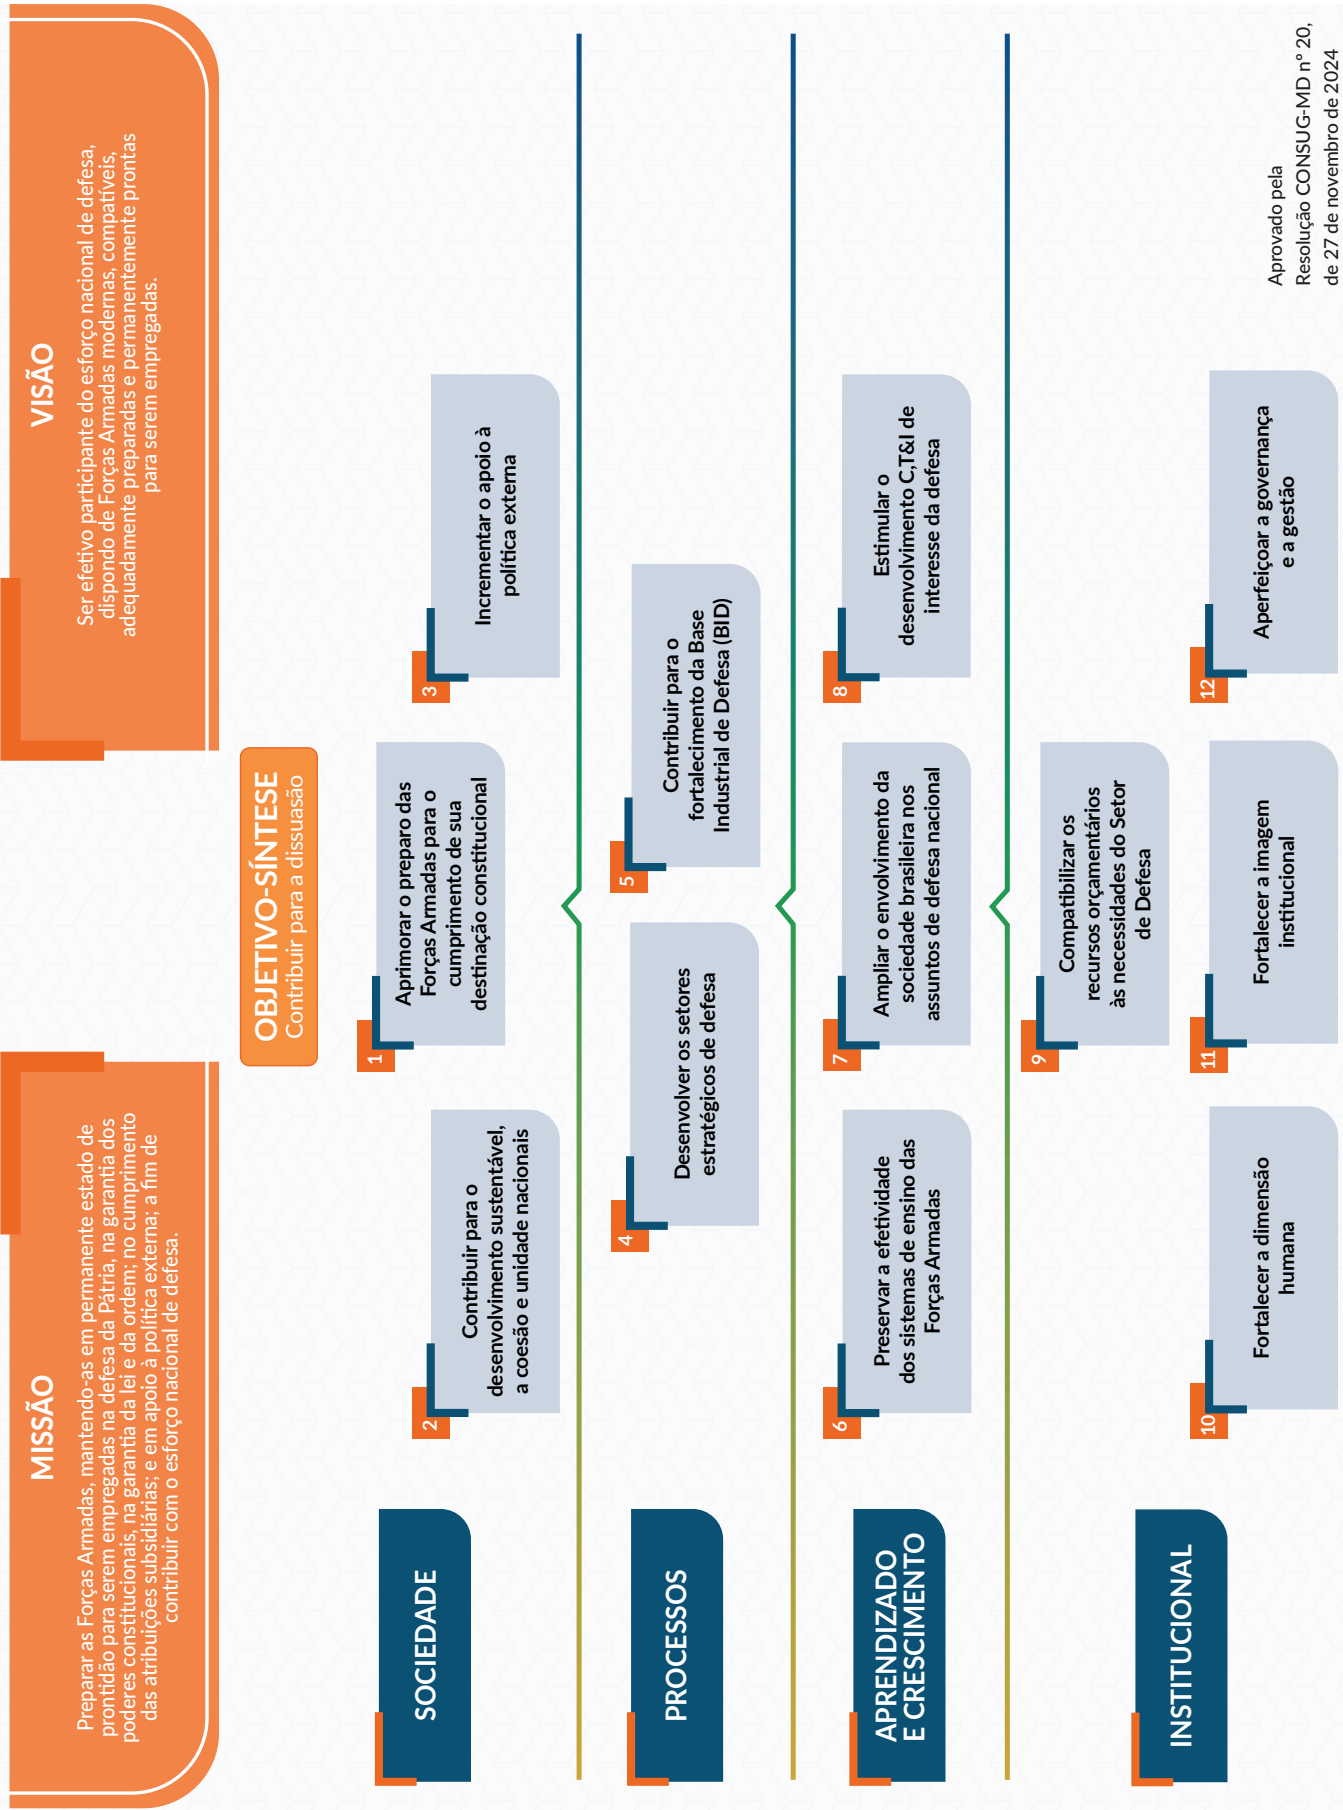 MISSÃO
Preparar as Forças Armadas, mantendo-as em permanente estado de
prontidão para serem empregadas na defesa da Pátria, na garantia dos
poderes constitucionais, na garantia da lei e da ordem; no cumprimento
das atribuições subsidiárias; e em apoio à política externa; a fim de
contribuir com o esforço nacional de defesa.
VISÃO
Ser efetivo participante do esforço nacional de defesa,
dispondo de Forças Armadas modernas, compatíveis,
adequadamente preparadas e permanentemente prontas
para serem empregadas.
OBJETIVO-SÍNTESE
Contribuir para a dissuasão
SOCIEDADE
1
Aprimorar o preparo das
Forças Armadas para o
cumprimento de sua
destinação constitucional
2
Contribuir para o
desenvolvimento sustentável,
a coesão e unidade nacionais
3
Incrementar o apoio à
política externa
PROCESSOS
4
Desenvolver os setores
estratégicos de defesa
5
Contribuir para o
fortalecimento da Base
Industrial de Defesa (BID)
APRENDIZADO
E CRESCIMENTO
6
Preservar a efetividade
dos sistemas de ensino das
Forças Armadas
7
Ampliar o envolvimento da
sociedade brasileira nos
assuntos de defesa nacional
8
Estimular o
desenvolvimento C,T&I de
interesse da defesa
INSTITUCIONAL
9
Compatibilizar os
recursos orçamentários
às necessidades do Setor
de Defesa
10
Fortalecer a dimensão
humana
11
Fortalecer a imagem
institucional
12
Aperfeiçoar a governança
e a gestão
Aprovado pela
Resolução CONSUG-MD nº 20,
de 27 de novembro de 2024